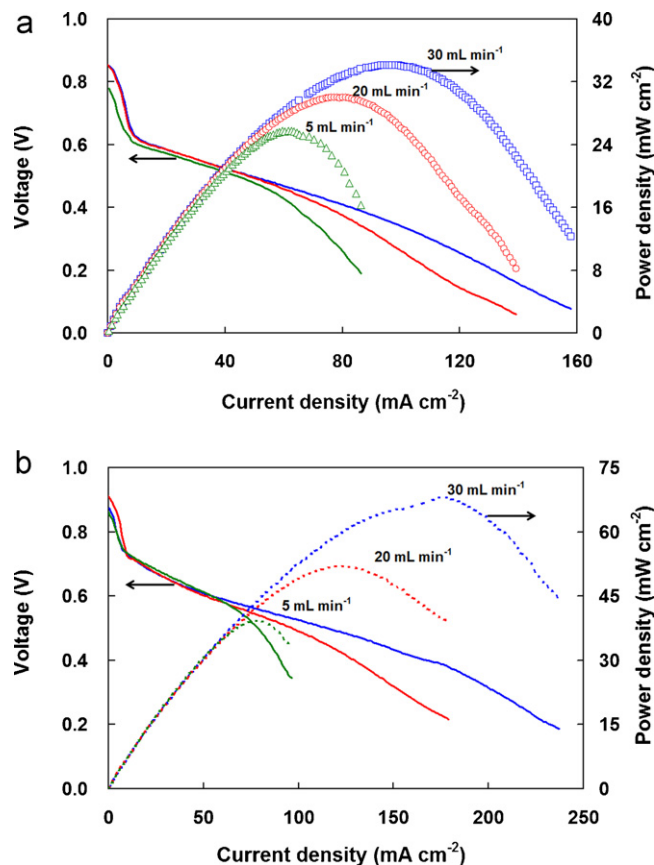 a
1.0
0.8
0.6
0.4
0.2
0.0
Voltage (V)
40
32
24
16
8
0
Power density (mW cm⁻²)
30 mL min⁻¹
20 mL min⁻¹
5 mL min⁻¹
0 40 80 120 160
Current density (mA cm⁻²)
b
1.0
0.8
0.6
0.4
0.2
0.0
Voltage (V)
75
60
45
30
15
0
Power density (mW cm⁻²)
30 mL min⁻¹
20 mL min⁻¹
5 mL min⁻¹
0 50 100 150 200 250
Current density (mA cm⁻²)